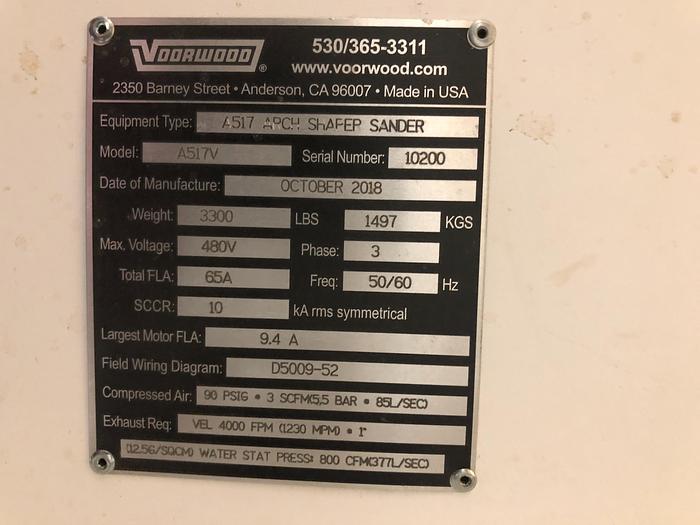 VOORWOOD ®
530/365-3311
www.voorwood.com
2350 Barney Street • Anderson, CA 96007 • Made in USA
Equipment Type: A517 ARCH ShAPER SANDER
Model: A517V Serial Number: 10200
Date of Manufacture: OCTOBER 2018
Weight: 3300 LBS 1497 KGS
Max. Voltage: 480V Phase: 3
Total FLA: 65A Freq: 50/60 Hz
SCCR: 10 kA rms symmetrical
Largest Motor FLA: 9.4 A
Field Wiring Diagram: D5009-52
Compressed Air: 90 PSIG • 3 SCFM(5,5 BAR • 85L/SEC)
Exhaust Req: VEL 4000 FPM (1230 MPM) • 1"
(12.5G/SQCM) WATER STAT PRESS: 800 CFM(377L/SEC)